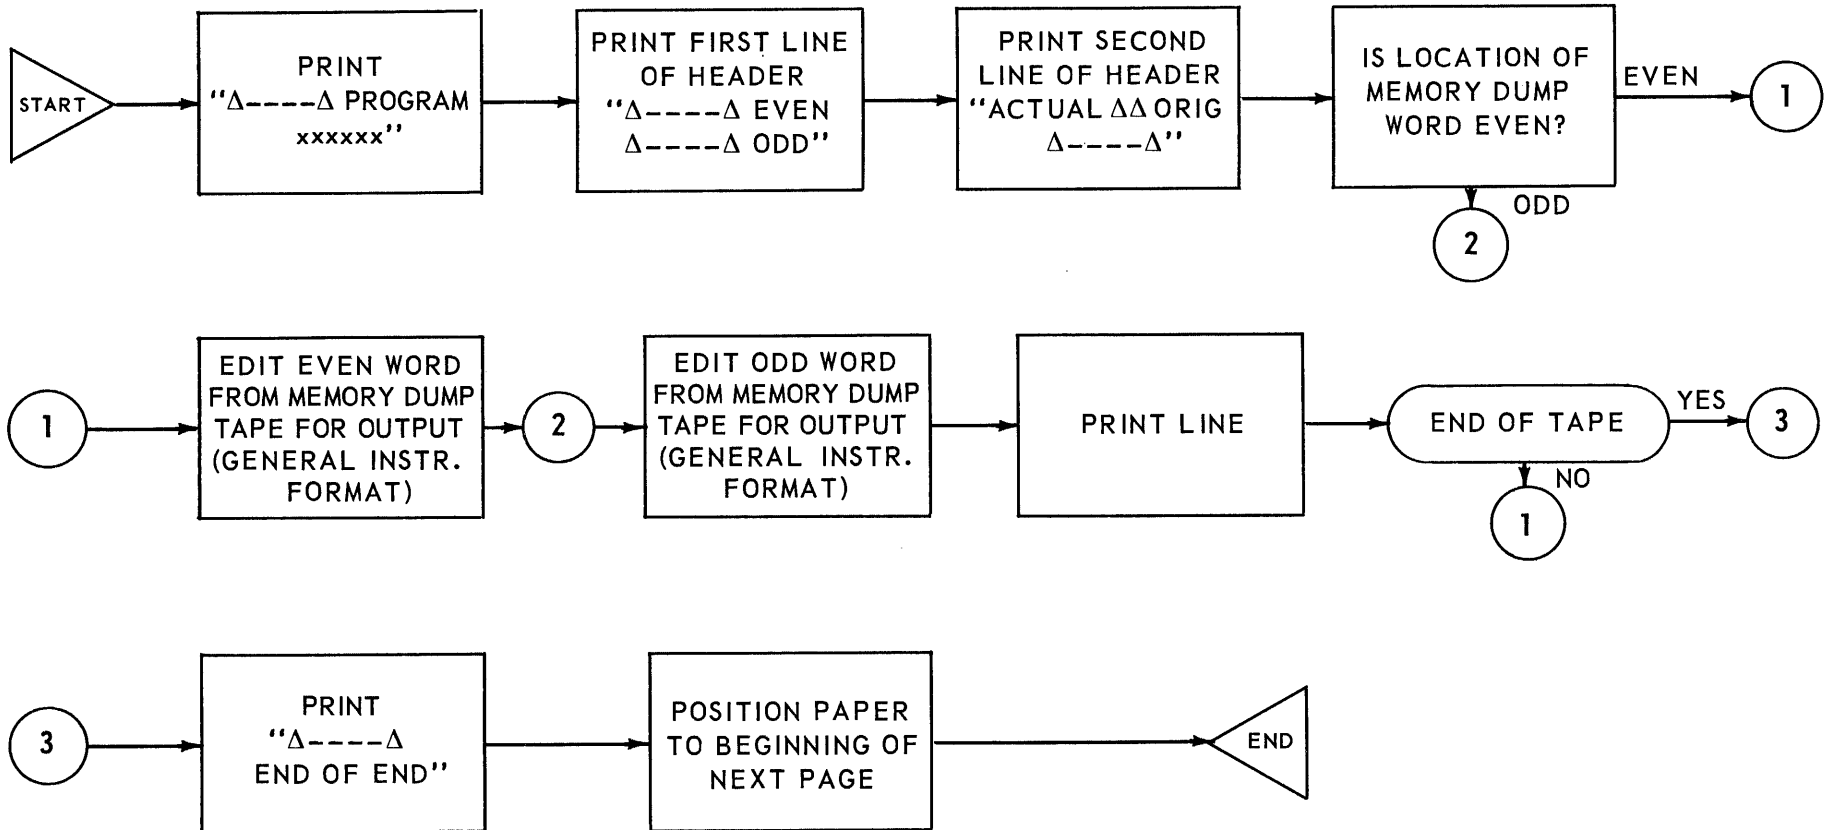 START
PRINT
“Δ----Δ PROGRAM
xxxxxx”
PRINT FIRST LINE
OF HEADER
“Δ----Δ EVEN
Δ----Δ ODD”
PRINT SECOND
LINE OF HEADER
“ACTUAL ΔΔ ORIG
Δ----Δ”
IS LOCATION OF
MEMORY DUMP
WORD EVEN?
EVEN
1
ODD
2
1
EDIT EVEN WORD
FROM MEMORY DUMP
TAPE FOR OUTPUT
(GENERAL INSTR.
FORMAT)
2
EDIT ODD WORD
FROM MEMORY DUMP
TAPE FOR OUTPUT
(GENERAL INSTR.
FORMAT)
PRINT LINE
END OF TAPE
YES
3
NO
1
3
PRINT
“Δ----Δ
END OF END”
POSITION PAPER
TO BEGINNING OF
NEXT PAGE
END